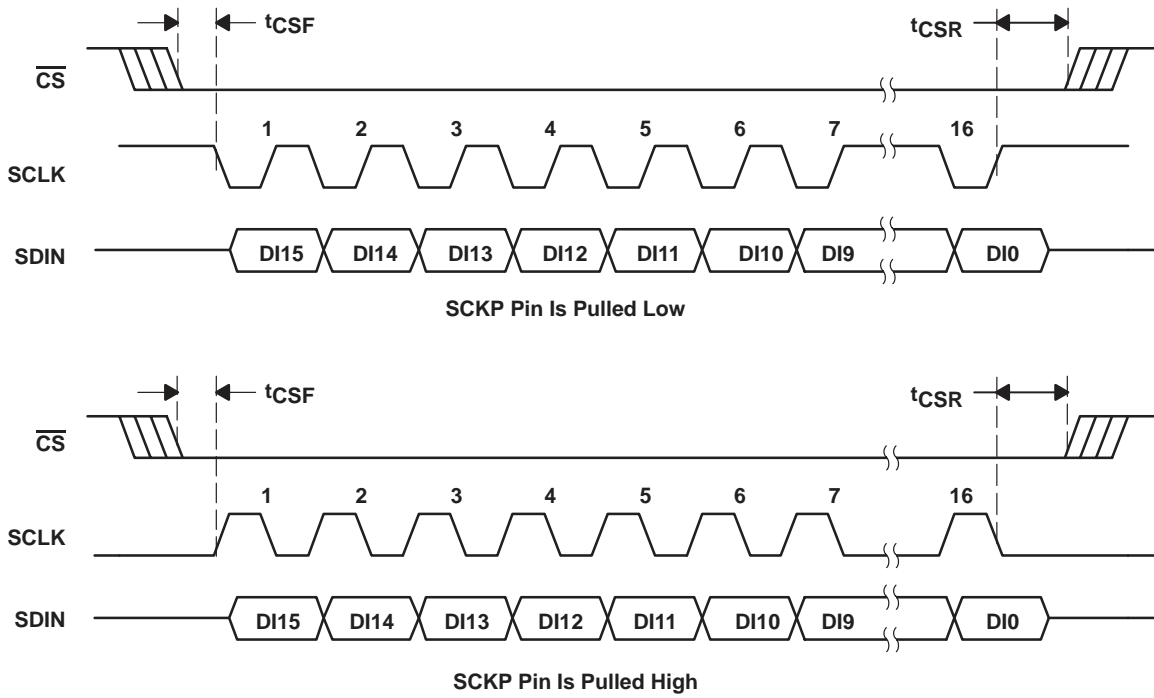 tCSF tCSR
CS
1 2 3 4 5 6 7 16
SCLK
SDIN DI15 DI14 DI13 DI12 DI11 DI10 DI9 DI0
SCKP Pin Is Pulled Low
tCSF tCSR
CS
1 2 3 4 5 6 7 16
SCLK
SDIN DI15 DI14 DI13 DI12 DI11 DI10 DI9 DI0
SCKP Pin Is Pulled High